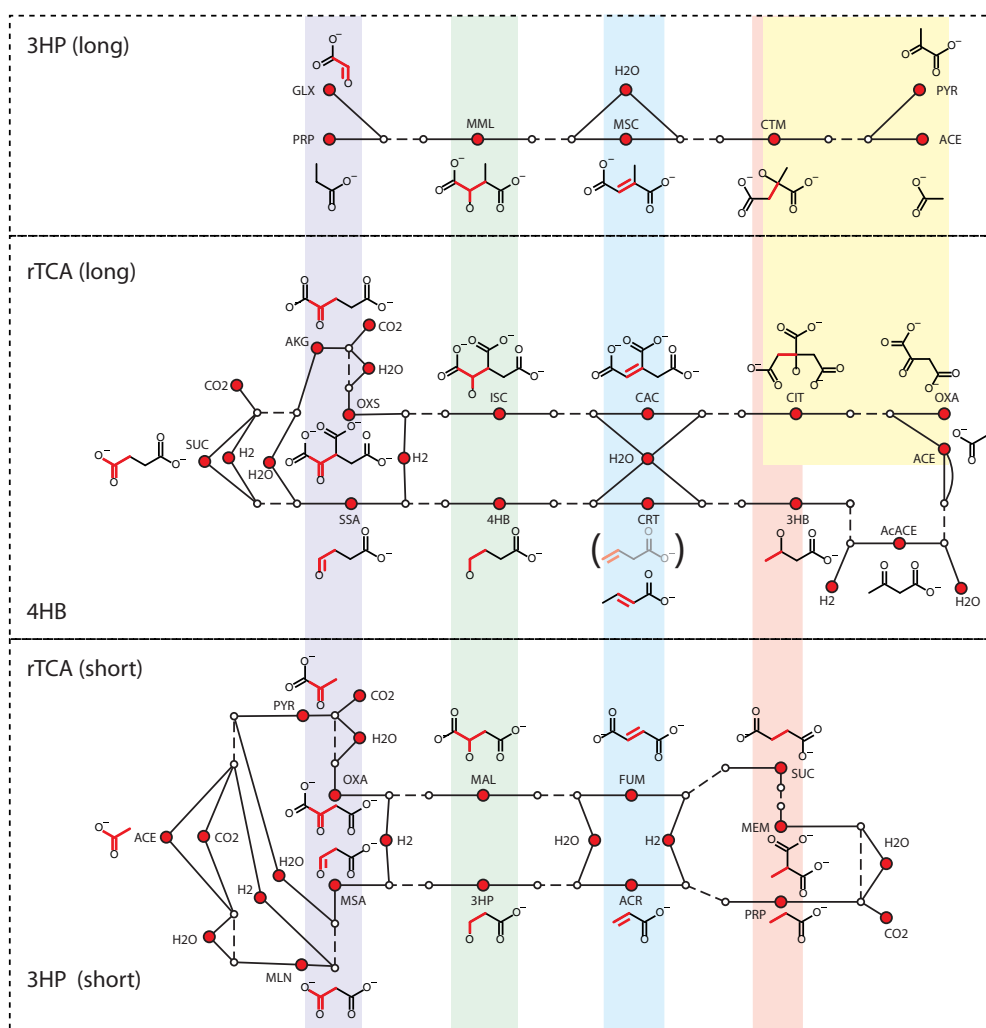 3HP (long)
GLX
H2O
PYR
PRP
MML
MSC
CTM
ACE
O⁻
O
O⁻
O⁻
O⁻
O⁻
O
O
O
O
O
O
O
O⁻
O
O⁻
O⁻
O
O
O⁻
O⁻
O
O
rTCA (long)
CO2
AKG
H2O
CO2
OXS
ISC
CAC
CIT
OXA
SUC
H2
H2O
H2
H2O
ACE
SSA
4HB
CRT
3HB
AcACE
( )
H2
H2O
4HB
rTCA (short)
PYR
CO2
H2O
OXA
MAL
FUM
SUC
MEM
ACE
CO2
H2O
H2
H2O
H2
H2O
H2
MSA
3HP
ACR
PRP
H2O
CO2
MLN
3HP (short)